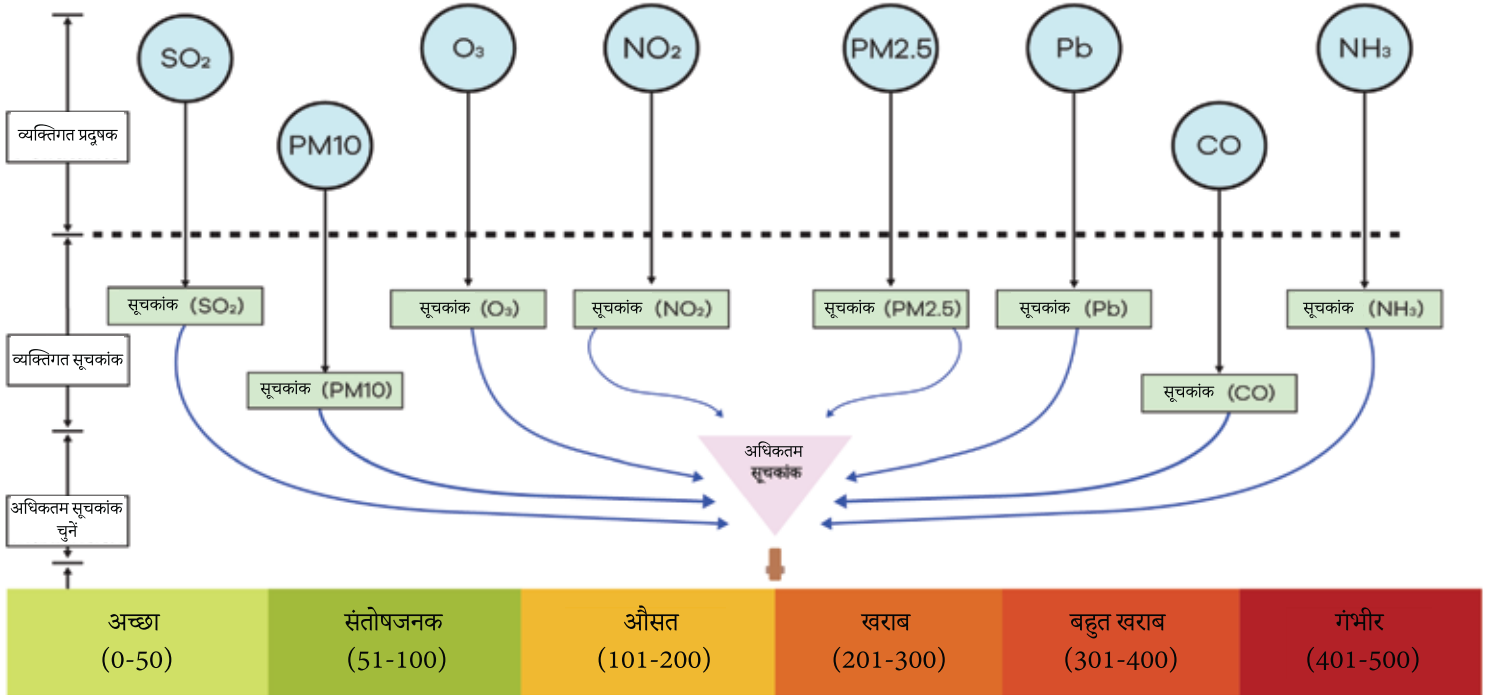 SO₂
O₃
NO₂
PM2.5
Pb
NH₃
PM10
CO
व्यक्तिगत प्रदुषक
सूचकांक (SO₂)
सूचकांक (O₃)
सूचकांक (NO₂)
सूचकांक (PM2.5)
सूचकांक (Pb)
सूचकांक (NH₃)
व्यक्तिगत सूचकांक
सूचकांक (PM10)
सूचकांक (CO)
अधिकतम
सूचकांक
अधिकतम सूचकांक
चुनें
अच्छा
(0-50)
संतोषजनक
(51-100)
औसत
(101-200)
खराब
(201-300)
बहुत खराब
(301-400)
गंभीर
(401-500)